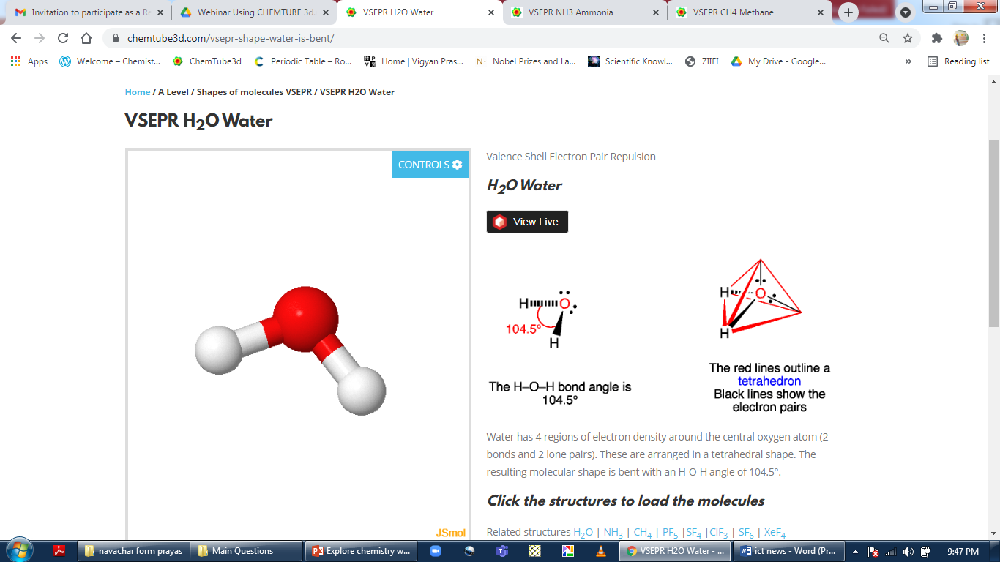 Invitation to participate as a Re
Webinar Using CHEMTUBE 3d.
VSEPR H2O Water
VSEPR NH3 Ammonia
VSEPR CH4 Methane
chemtube3d.com/vsepr-shape-water-is-bent/
Apps
Welcome – Chemist...
ChemTube3d
Periodic Table – Ro...
Home | Vigyan Pras...
Nobel Prizes and La...
Scientific Knowl...
ZIIEI
My Drive - Google...
»
Reading list
Home / A Level / Shapes of molecules VSEPR / VSEPR H2O Water
VSEPR H₂O Water
CONTROLS
Valence Shell Electron Pair Repulsion
H₂O Water
View Live
H O
104.5°
H
The H–O–H bond angle is
104.5°
H O
H
The red lines outline a
tetrahedron
Black lines show the
electron pairs
Water has 4 regions of electron density around the central oxygen atom (2
bonds and 2 lone pairs). These are arranged in a tetrahedral shape. The
resulting molecular shape is bent with an H-O-H angle of 104.5°.
Click the structures to load the molecules
Related structures H₂O | NH₃ | CH₄ | PF₅ |SF₄ |ClF₃ | SF₆ | XeF₄
JSmol
navachar form prayas
Main Questions
Explore chemistry w...
VSEPR H2O Water - ...
ict news - Word (Pr...
9:47 PM